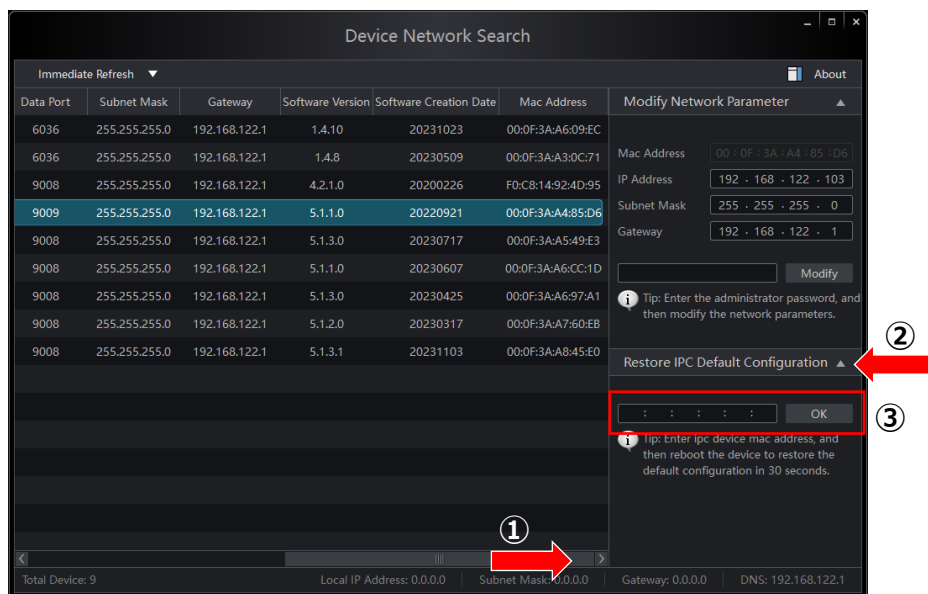 Device Network Search
Immediate Refresh ▼
About
Data Port Subnet Mask Gateway Software Version Software Creation Date Mac Address
6036 255.255.255.0 192.168.122.1 1.4.10 20231023 00:0F:3A:A6:09:EC
6036 255.255.255.0 192.168.122.1 1.4.8 20230509 00:0F:3A:A3:0C:71
9008 255.255.255.0 192.168.122.1 4.2.1.0 20200226 F0:C8:14:92:4D:95
9009 255.255.255.0 192.168.122.1 5.1.1.0 20220921 00:0F:3A:A4:85:D6
9008 255.255.255.0 192.168.122.1 5.1.3.0 20230717 00:0F:3A:A5:49:E3
9008 255.255.255.0 192.168.122.1 5.1.1.0 20230607 00:0F:3A:A6:CC:1D
9008 255.255.255.0 192.168.122.1 5.1.3.0 20230425 00:0F:3A:A6:97:A1
9008 255.255.255.0 192.168.122.1 5.1.2.0 20230317 00:0F:3A:A7:60:EB
9008 255.255.255.0 192.168.122.1 5.1.3.1 20231103 00:0F:3A:A8:45:E0
Modify Network Parameter ▲
Mac Address 00 : 0F : 3A : A4 : 85 : D6
IP Address 192 . 168 . 122 . 103
Subnet Mask 255 . 255 . 255 . 0
Gateway 192 . 168 . 122 . 1
Modify
Tip: Enter the administrator password, and
then modify the network parameters.
②
Restore IPC Default Configuration ▲
: : : : : OK
③
Tip: Enter ipc device mac address, and
then reboot the device to restore the
default configuration in 30 seconds.
①
Total Device: 9 Local IP Address: 0.0.0.0 Subnet Mask: 0.0.0.0 Gateway: 0.0.0.0 DNS: 192.168.122.1